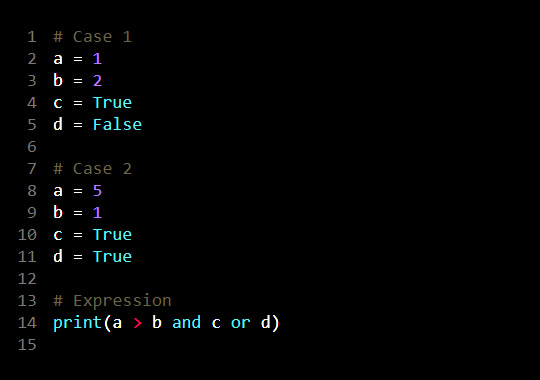 1 # Case 1
2 a = 1
3 b = 2
4 c = True
5 d = False
6
7 # Case 2
8 a = 5
9 b = 1
10 c = True
11 d = True
12
13 # Expression
14 print(a > b and c or d)
15